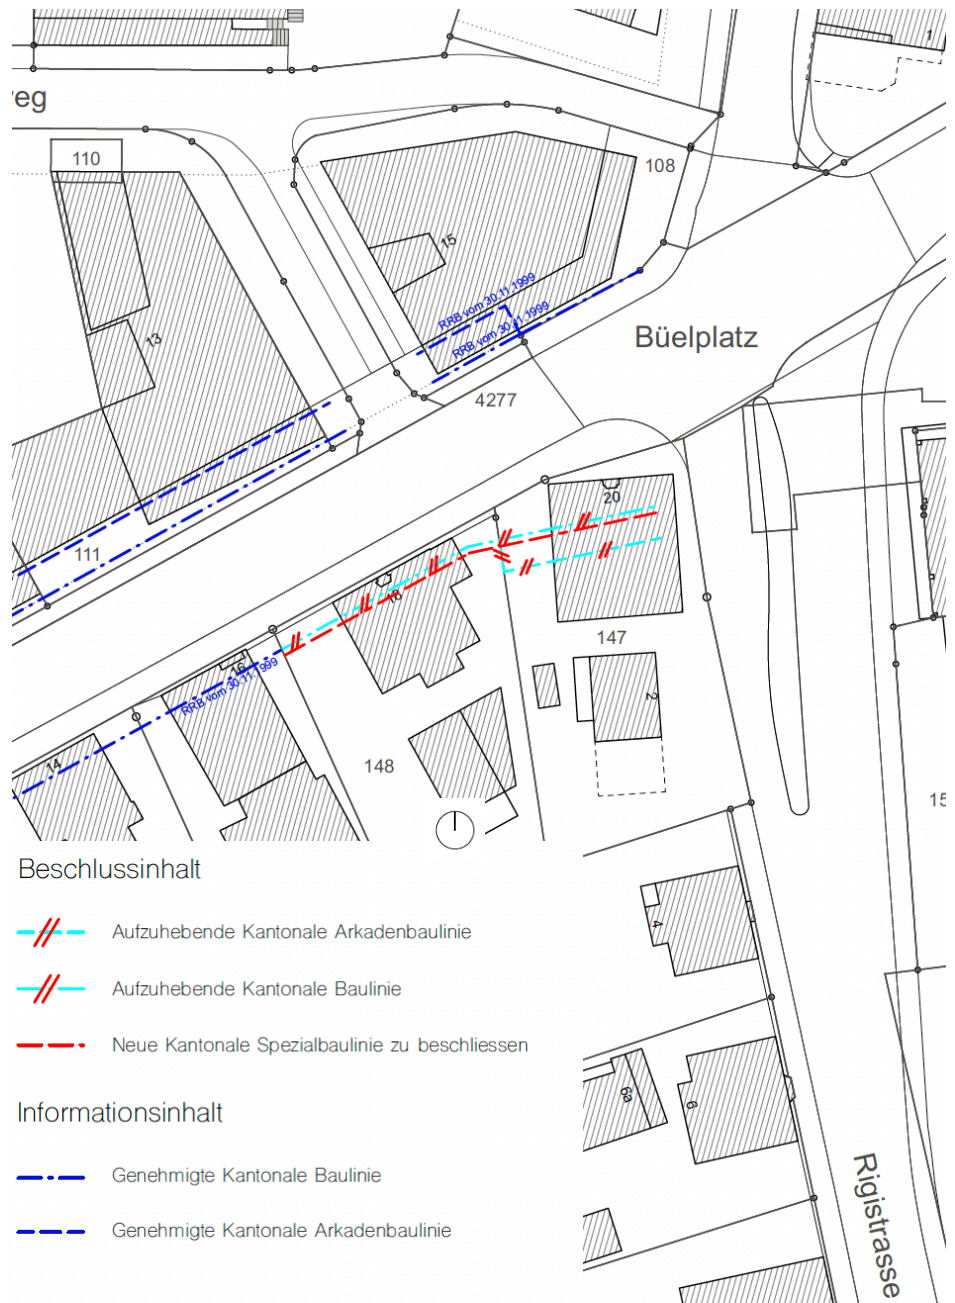 1
eg
110
108
15
RRB vom 30.11.1999
RRB vom 30.11.1999
13
Büelplatz
4277
20
111
18
147
16
RRB vom 30.11.1999
2
14
148
15
Beschlussinhalt
4
Aufzuhebende Kantonale Arkadenbaulinie
Aufzuhebende Kantonale Baulinie
Neue Kantonale Spezialbaulinie zu beschliessen
6a
6
Informationsinhalt
Genehmigte Kantonale Baulinie
Genehmigte Kantonale Arkadenbaulinie
Rigistrasse